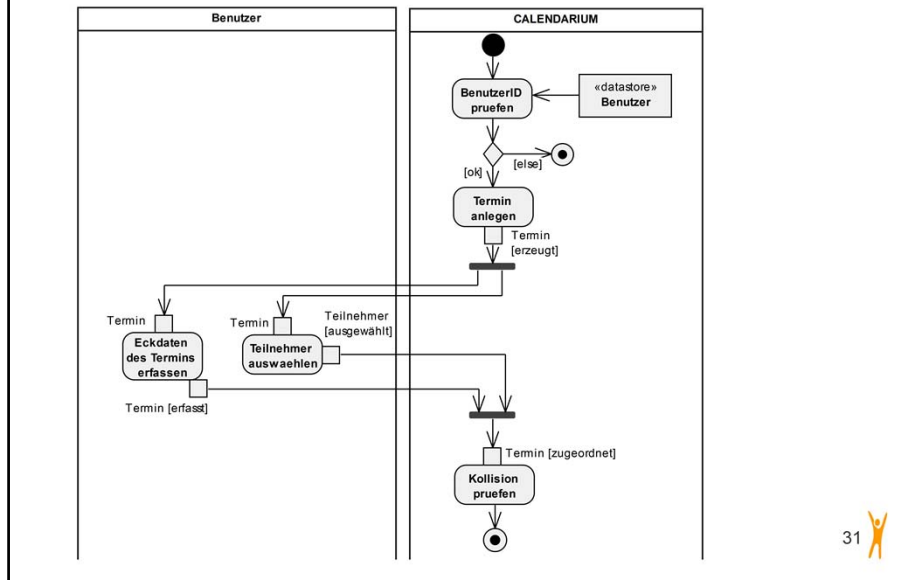 Benutzer
CALENDARIUM
BenutzerID
pruefen
«datastore»
Benutzer
[else]
[ok]
Termin
anlegen
Termin
[erzeugt]
Termin
Termin
Teilnehmer
[ausgewählt]
Eckdaten
des Termins
erfassen
Teilnehmer
auswaehlen
Termin [erfasst]
Termin [zugeordnet]
Kollision
pruefen
31